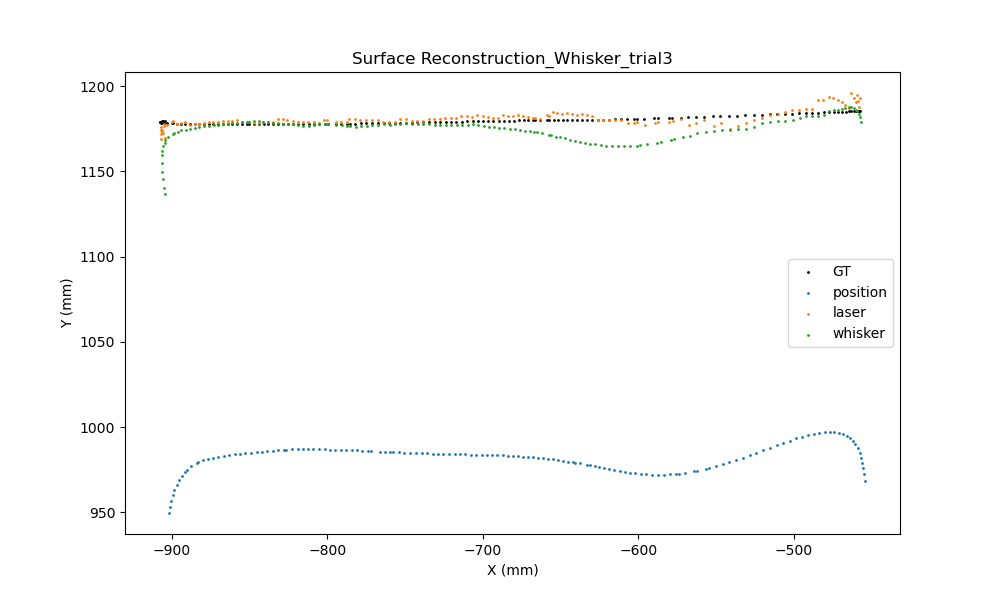 Surface Reconstruction_Whisker_trial3
1200
1150
1100
1050
1000
950
Y (mm)
GT
position
laser
whisker
−900
−800
−700
−600
−500
X (mm)